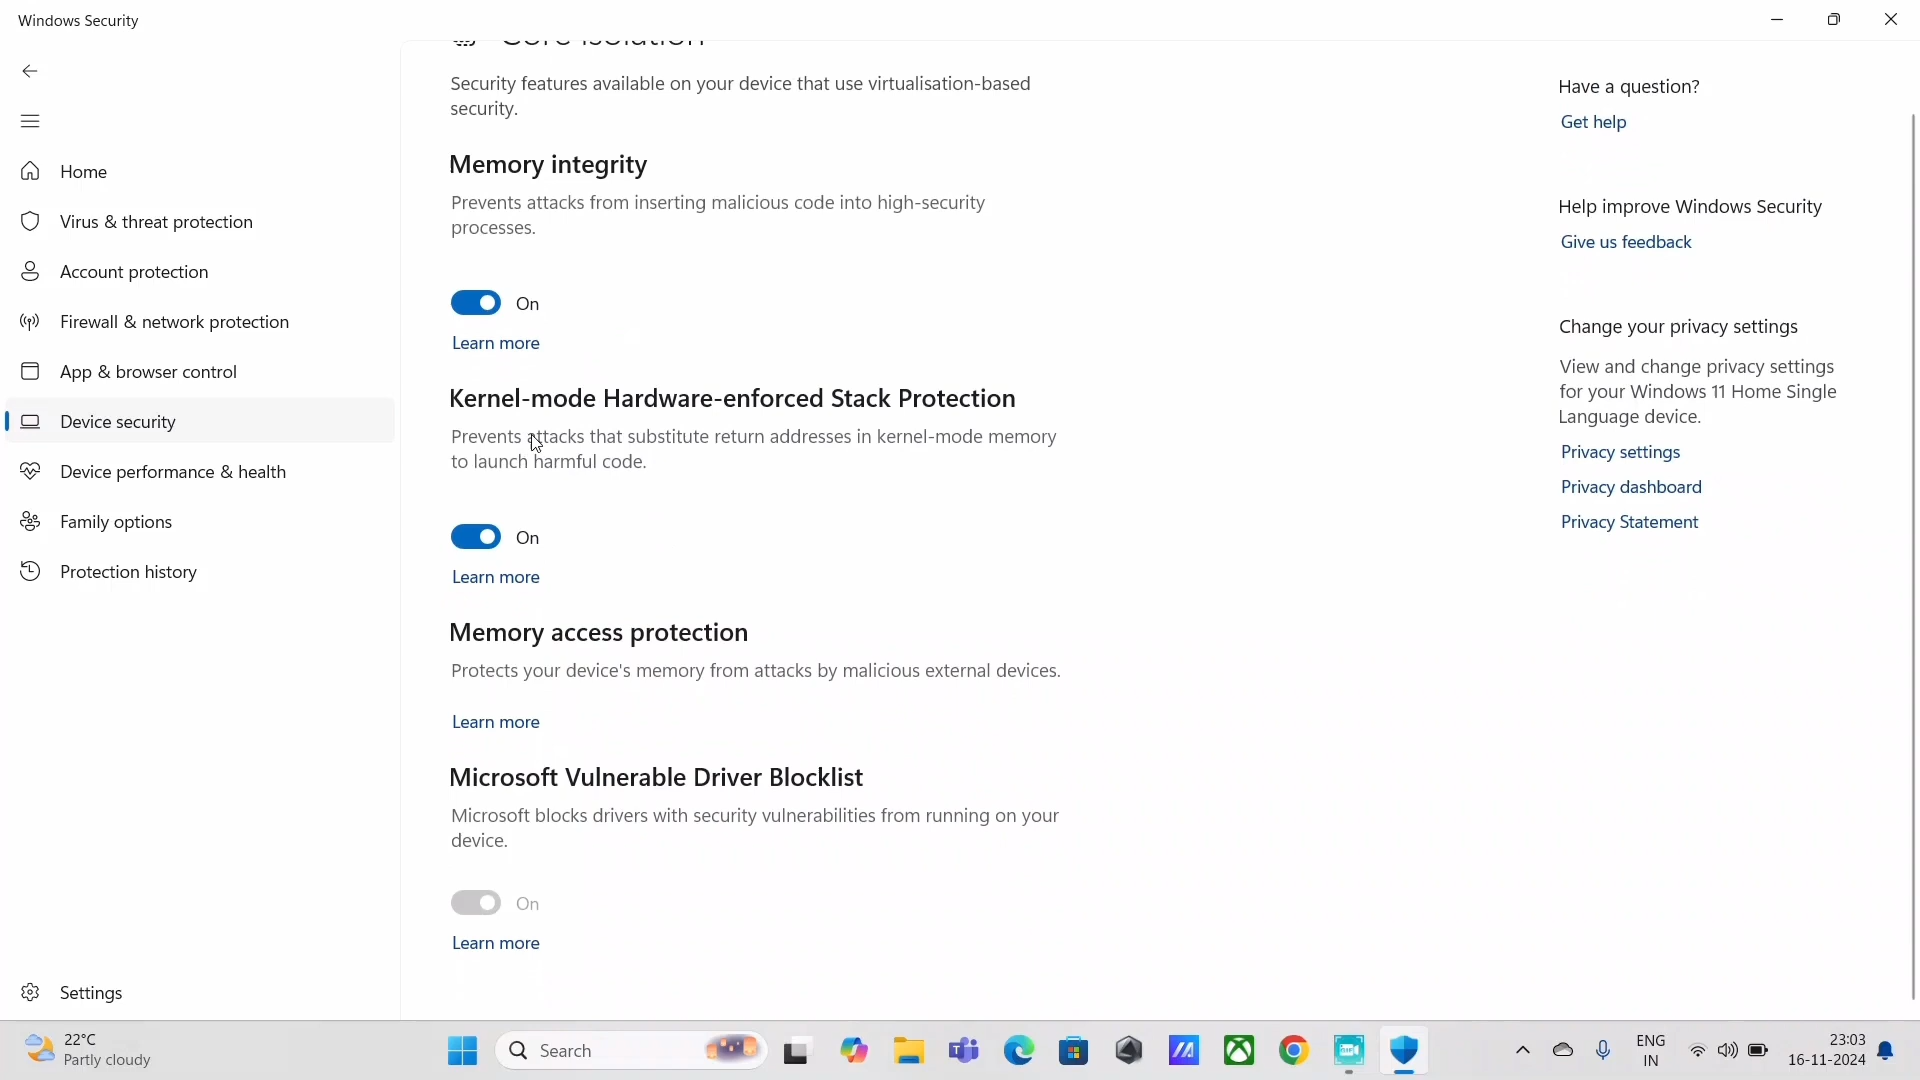 Windows Security
Core isolation
Security features available on your device that use virtualisation-based
security.
Memory integrity
Prevents attacks from inserting malicious code into high-security
processes.
On
Learn more
Kernel-mode Hardware-enforced Stack Protection
Prevents attacks that substitute return addresses in kernel-mode memory
to launch harmful code.
On
Learn more
Memory access protection
Protects your device's memory from attacks by malicious external devices.
Learn more
Microsoft Vulnerable Driver Blocklist
Microsoft blocks drivers with security vulnerabilities from running on your
device.
On
Learn more
Home
Virus & threat protection
Account protection
Firewall & network protection
App & browser control
Device security
Device performance & health
Family options
Protection history
Settings
Have a question?
Get help
Help improve Windows Security
Give us feedback
Change your privacy settings
View and change privacy settings
for your Windows 11 Home Single
Language device.
Privacy settings
Privacy dashboard
Privacy Statement
22°C
Partly cloudy
Search
ENG
IN
23:03
16-11-2024